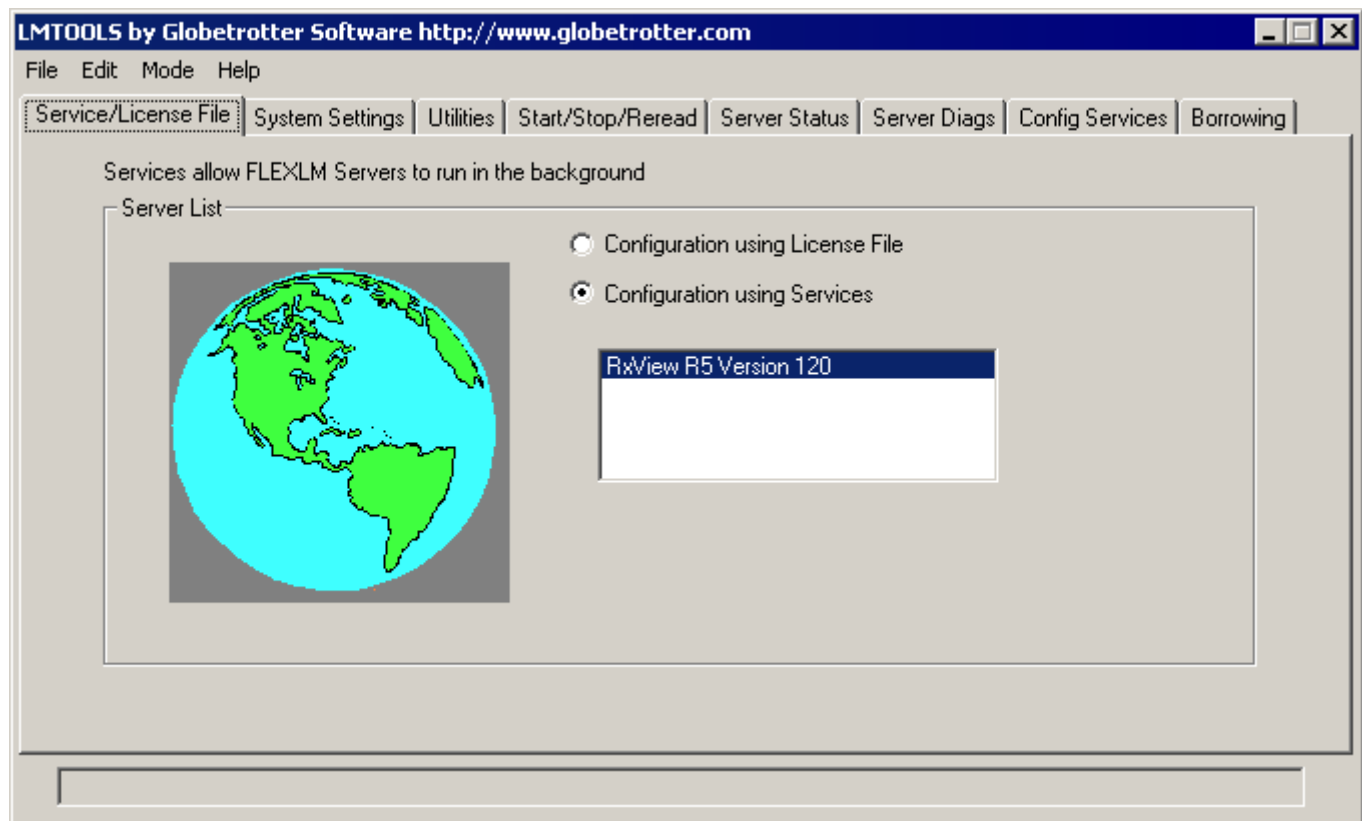 LMTOOLS by Globetrotter Software http://www.globetrotter.com
File Edit Mode Help
Service/License File System Settings Utilities Start/Stop/Reread Server Status Server Diags Config Services Borrowing
Services allow FLEXLM Servers to run in the background
Server List
Configuration using License File
Configuration using Services
RxView R5 Version 120